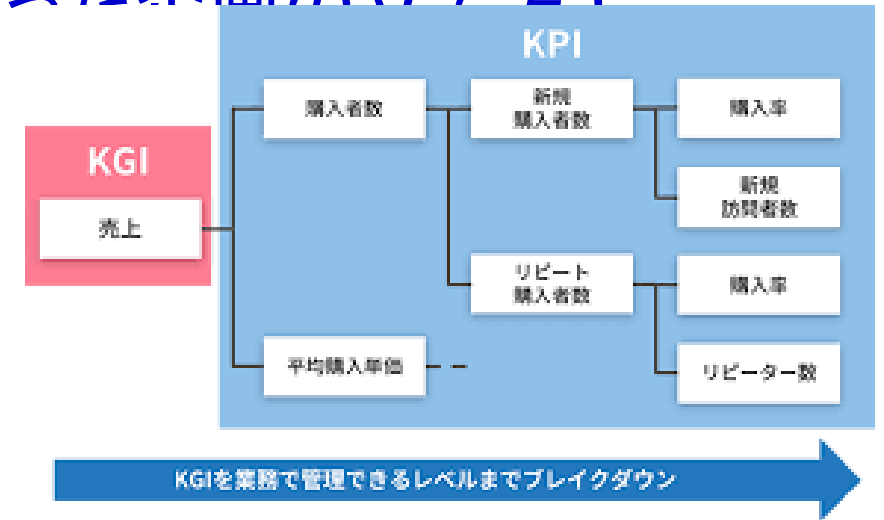 KPI
KGI
売上
購入者数
新規
購入者数
購入率
新規
訪問者数
リピート
購入者数
購入率
リピーター数
平均購入単価
KGIを業務で管理できるレベルまでブレイクダウン